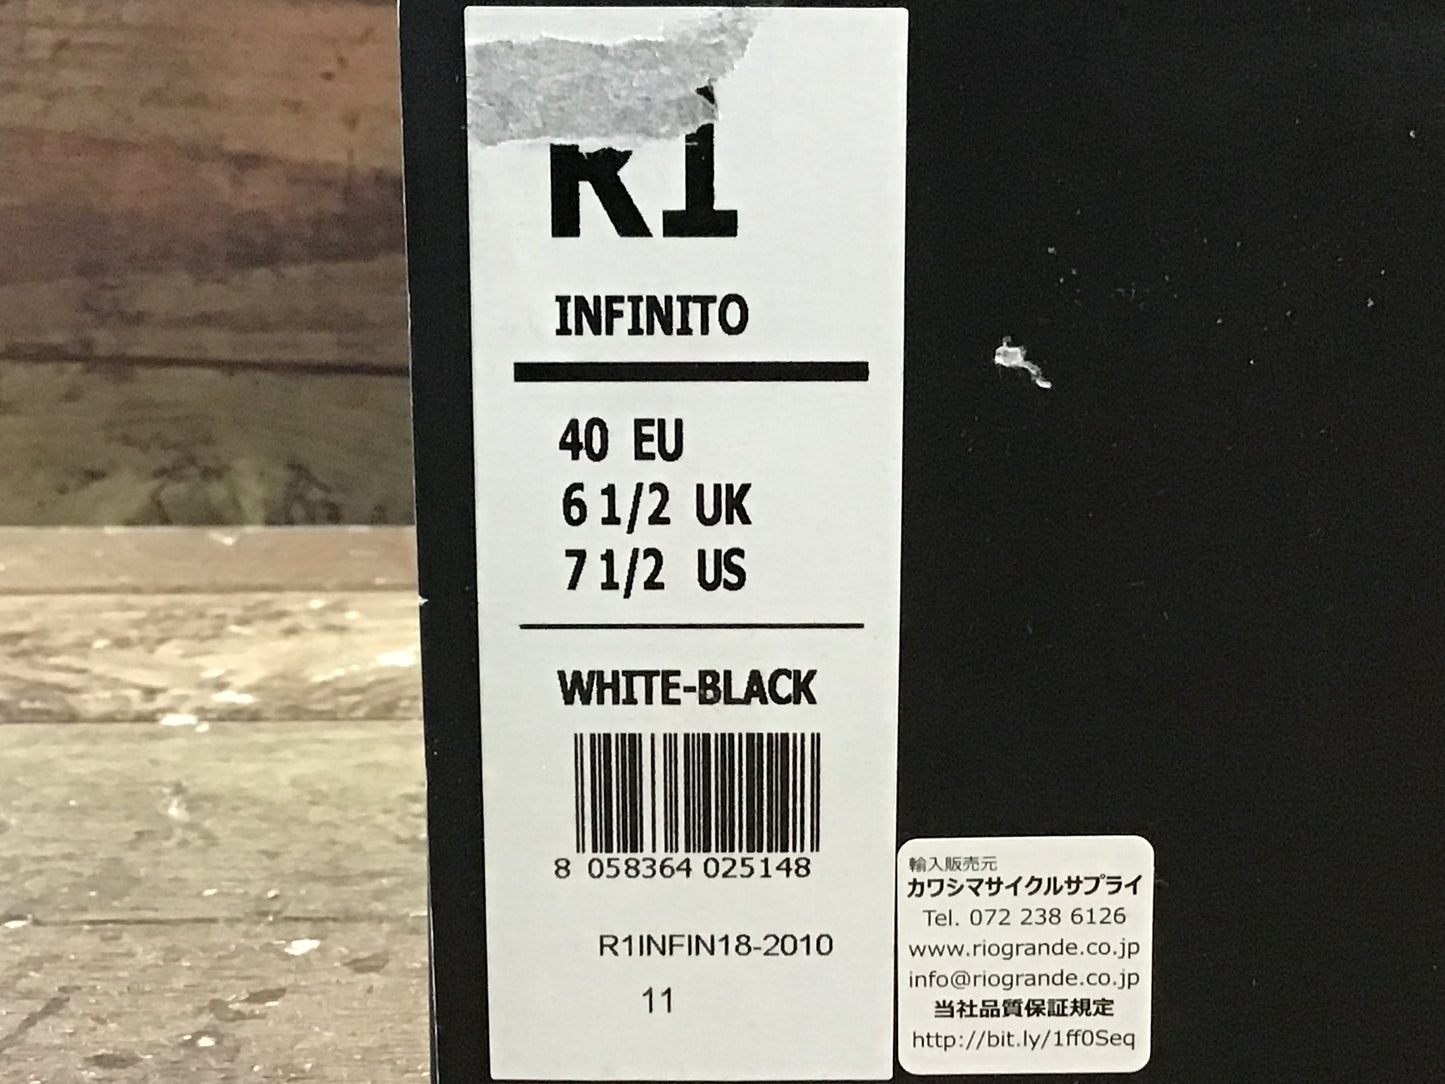 R1
INFINITO
40 EU
6 1/2 UK
7 1/2 US
WHITE-BLACK
8 058364 025148
R1INFIN18-2010
11
輸入販売元
カワシマサイクルサプライ
Tel. 072 238 6126
www.riogrande.co.jp
info@riogrande.co.jp
当社品質保証規定
http://bit.ly/1ff0Seq